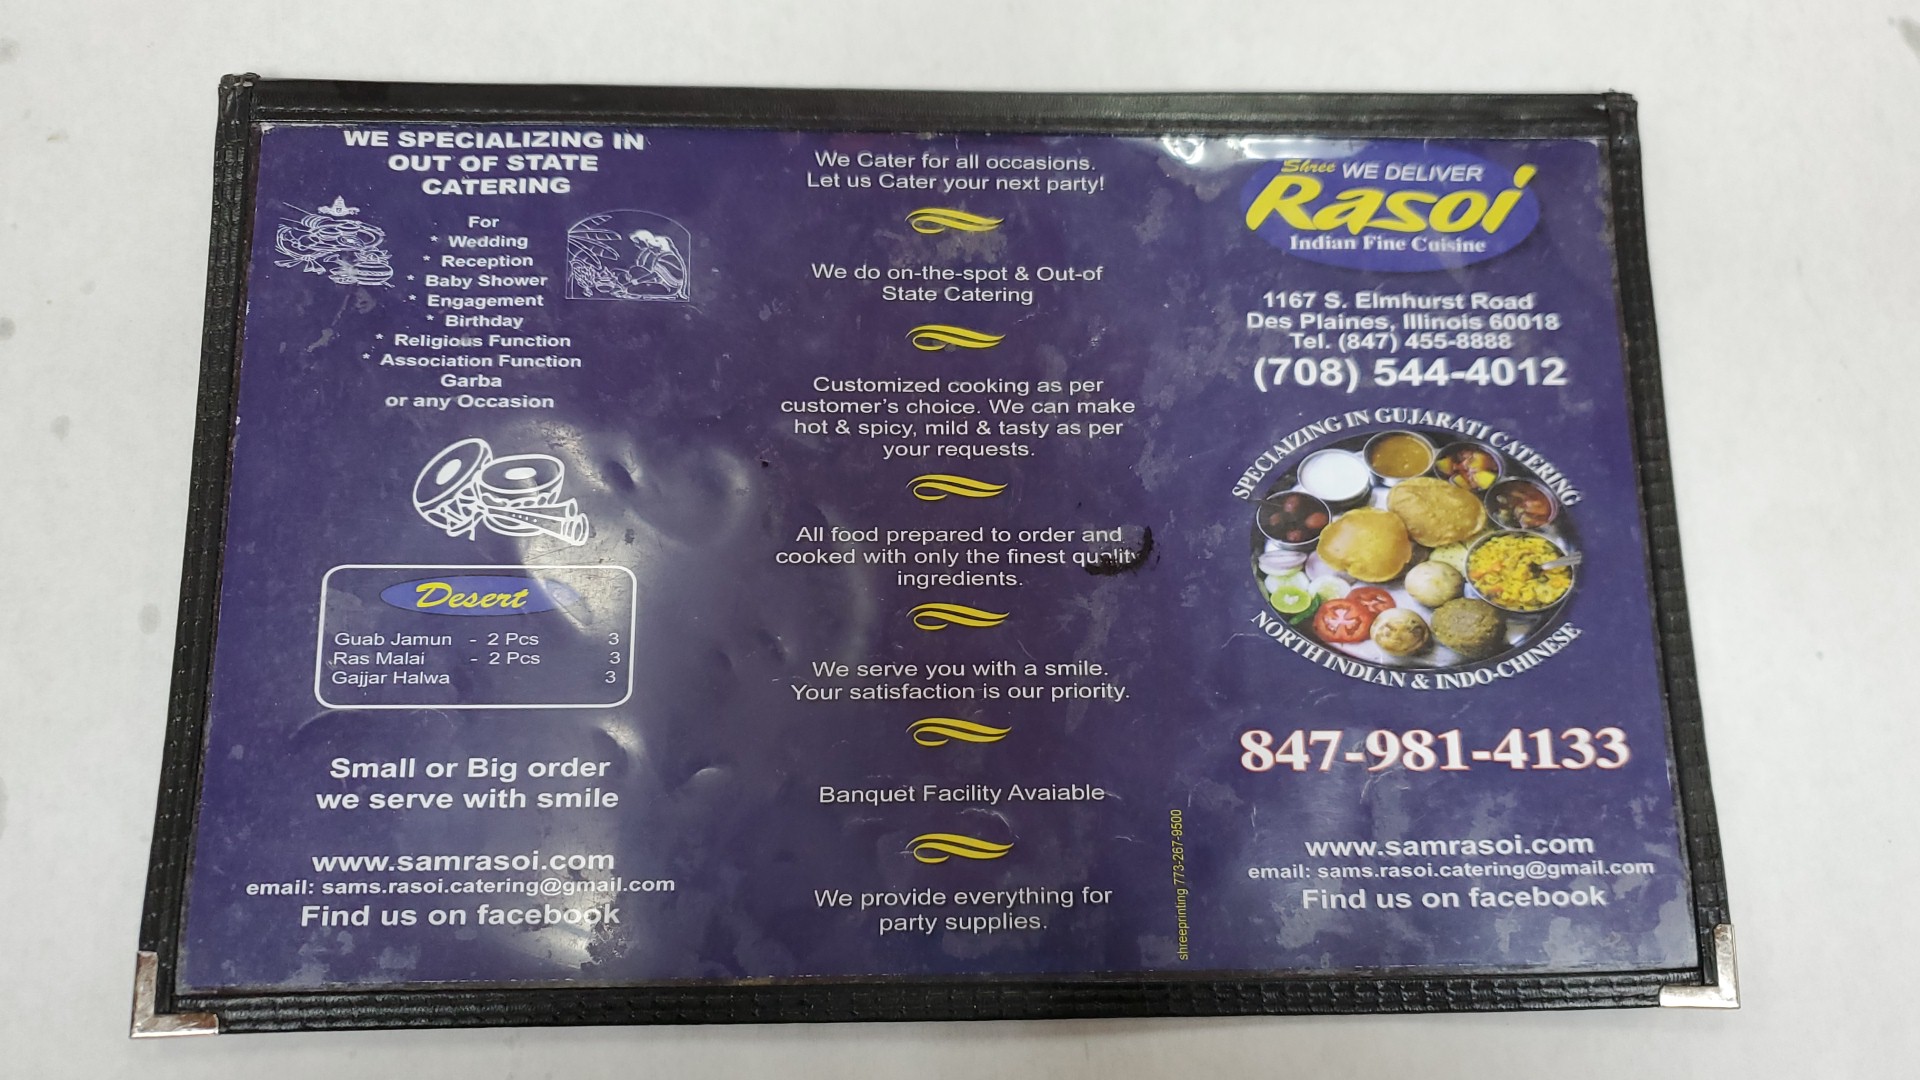 WE SPECIALIZING IN
OUT OF STATE
CATERING
For
* Wedding
* Reception
* Baby Shower
* Engagement
* Birthday
* Religious Function
* Association Function
Garba
or any Occasion
Desert
Guab Jamun - 2 Pcs 3
Ras Malai - 2 Pcs 3
Gajjar Halwa 3
Small or Big order
we serve with smile
www.samrasoi.com
email: sams.rasoi.catering@gmail.com
Find us on facebook
We Cater for all occasions.
Let us Cater your next party!
We do on-the-spot & Out-of
State Catering
Customized cooking as per
customer's choice. We can make
hot & spicy, mild & tasty as per
your requests.
All food prepared to order and
cooked with only the finest quality
ingredients.
We serve you with a smile.
Your satisfaction is our priority.
Banquet Facility Avaiable
We provide everything for
party supplies.
shreeprinting 773-267-9500
Shree WE DELIVER
Rasoi
Indian Fine Cuisine
1167 S. Elmhurst Road
Des Plaines, Illinois 60018
Tel. (847) 455-8888
(708) 544-4012
SPECIAIZING IN GUJARATI CATERING
NORTH INDIAN & INDO-CHINESE
847-981-4133
www.samrasoi.com
email: sams.rasoi.catering@gmail.com
Find us on facebook